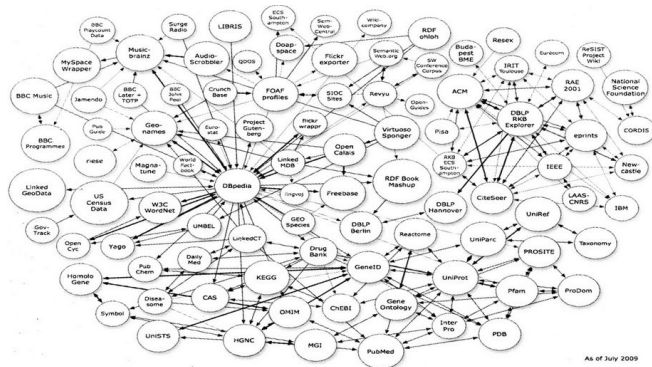 BBC
Playcount
Data
Surge
Radio
LIBRIS
ECS
South-
ampton
Sem-
Web-
Central
Wiki-
company
RDF
ohloh
Resex
MySpace
Wrapper
Music-
brainz
Audio-
Scrobbler
QDOS
Doap-
space
Flickr
exporter
Semantic
Web.org
SW
Conference
Corpus
Buda-
pest
BME
IRIT
Toulouse
Eurecom
ReSIST
Project
Wiki
BBC Music
Jamendo
BBC
Later +
TOTP
BBC
John
Peel
Crunch
Base
FOAF
profiles
SIOC
Sites
Revyu
Open-
Guides
ACM
RAE
2001
National
Science
Foundation
BBC
Programmes
Pub
Guide
Geo-
names
Euro-
stat
Project
Guten-
berg
flickr
wrappr
Virtuoso
Sponger
Pisa
DBLP
RKB
Explorer
eprints
CORDIS
riese
Magna-
tune
World
Fact-
book
Linked
MDB
Open
Calais
RKB
ECS
South-
ampton
IEEE
New-
castle
Linked
GeoData
US
Census
Data
W3C
WordNet
DBpedia
lingvoj
Freebase
RDF Book
Mashup
CiteSeer
LAAS-
CNRS
IBM
Gov-
Track
Open
Cyc
Yago
UMBEL
LinkedCT
GEO
Species
DBLP
Berlin
DBLP
Hannover
UniRef
Pub
Chem
Daily
Med
Drug
Bank
Reactome
UniParc
Taxonomy
Homolo
Gene
Disea-
some
CAS
KEGG
GeneID
UniProt
PROSITE
Symbol
OMIM
ChEBI
Gene
Ontology
Pfam
ProDom
UniSTS
HGNC
MGI
PubMed
Inter
Pro
PDB
As of July 2009